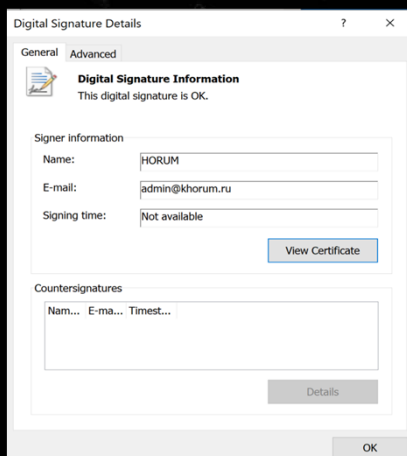 Digital Signature Details ? ×
General Advanced
Digital Signature Information
This digital signature is OK.
Signer information
Name: HORUM
E-mail: admin@khorum.ru
Signing time: Not available
View Certificate
Countersignatures
Nam... E-ma... Timest...
Details
OK